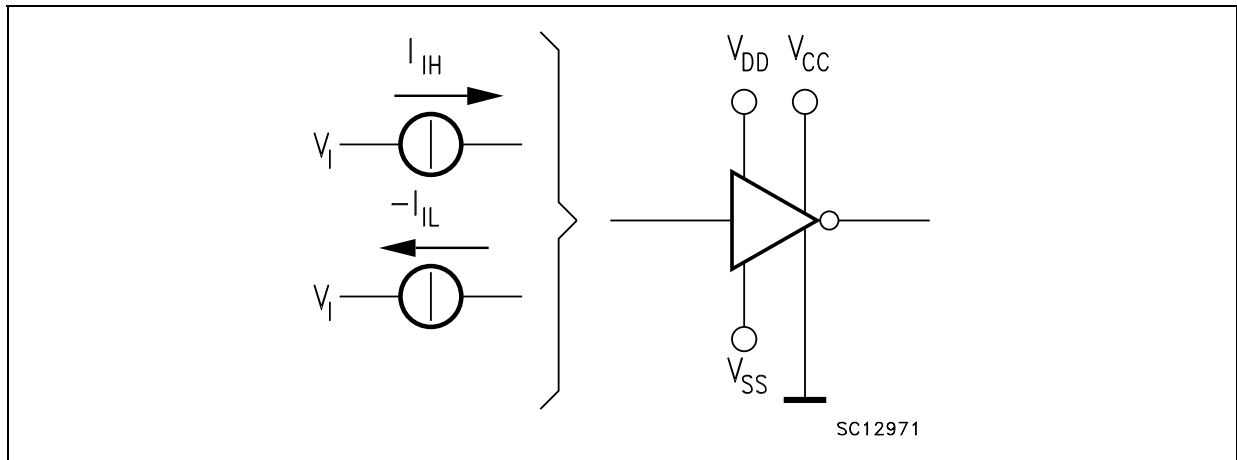 I_IH
V_DD V_CC
V_I
-I_IL
V_I
V_SS
SC12971